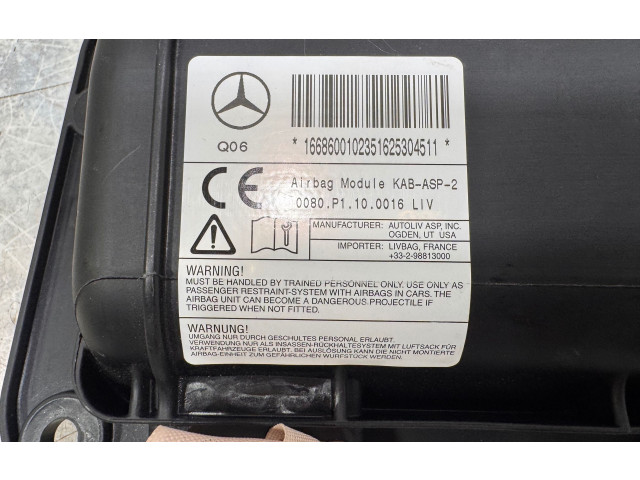 Q06
* 1668600102351625304511 *
CE
Airbag Module KAB-ASP-2
0080.P1.10.0016 LIV
MANUFACTURER: AUTOLIV ASP, INC.
OGDEN, UT USA
IMPORTER: LIVBAG, FRANCE
+33-2-98813000
WARNING!
MUST BE HANDLED BY TRAINED PERSONNEL ONLY. USE ONLY AS
PASSENGER RESTRAINT-SYSTEM WITH AIRBAGS IN CARS. THE
AIRBAG UNIT CAN BECOME A DANGEROUS PROJECTILE IF
TRIGGERED WHEN NOT FITTED.
WARNUNG!
UMGANG NUR DURCH GESCHULTES PERSONAL ERLAUBT.
VERWENDUNG NUR ALS INSASSEN-RÜCKHALTESYSTEM MIT LUFTSACK FÜR
KRAFTFAHRZEUGE ERLAUBT. BEI AUSLÖSUNG KANN DIE NICHT MONTIERTE
AIRBAG-EINHEIT ZUM GEFÄHRLICHEN WURFSTÜCK WERDEN.